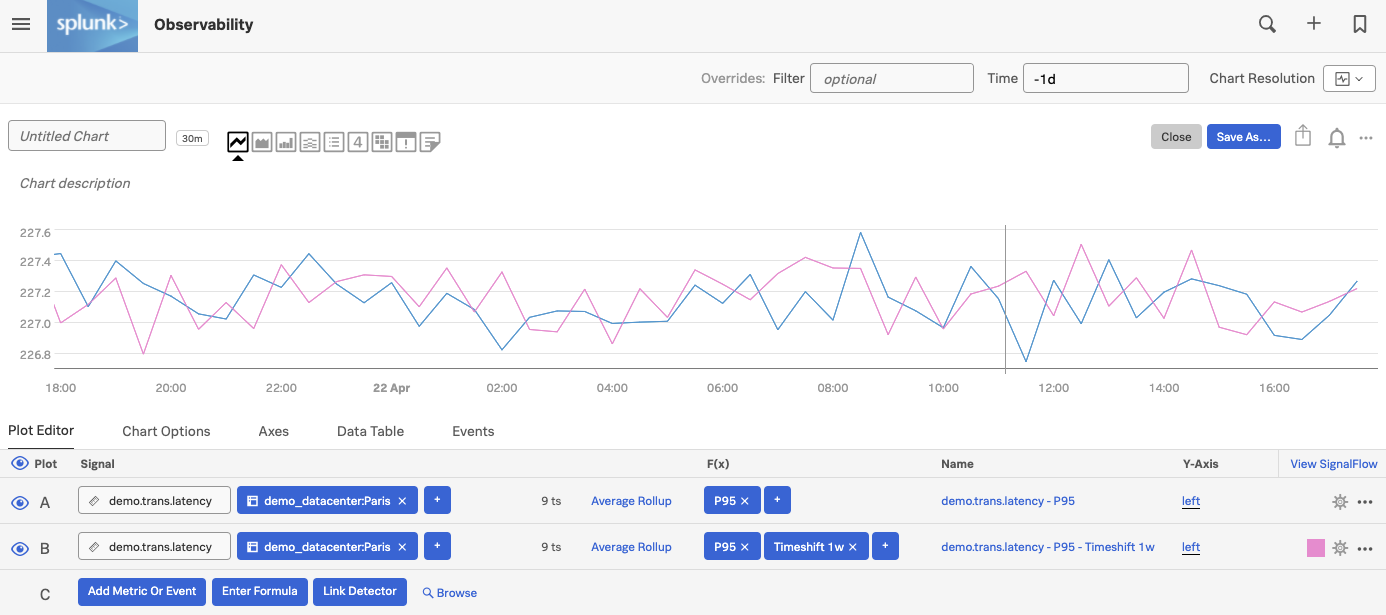 splunk> Observability
Overrides: Filter optional Time -1d Chart Resolution
Untitled Chart 30m 4 Close Save As...
Chart description
227.6
227.4
227.2
227.0
226.8
18:00 20:00 22:00 22 Apr 02:00 04:00 06:00 08:00 10:00 12:00 14:00 16:00
Plot Editor Chart Options Axes Data Table Events
Plot Signal F(x) Name Y-Axis View SignalFlow
A demo.trans.latency demo_datacenter:Paris × + 9 ts Average Rollup P95 × + demo.trans.latency - P95 left
B demo.trans.latency demo_datacenter:Paris × + 9 ts Average Rollup P95 × Timeshift 1w × + demo.trans.latency - P95 - Timeshift 1w left
C Add Metric Or Event Enter Formula Link Detector Browse